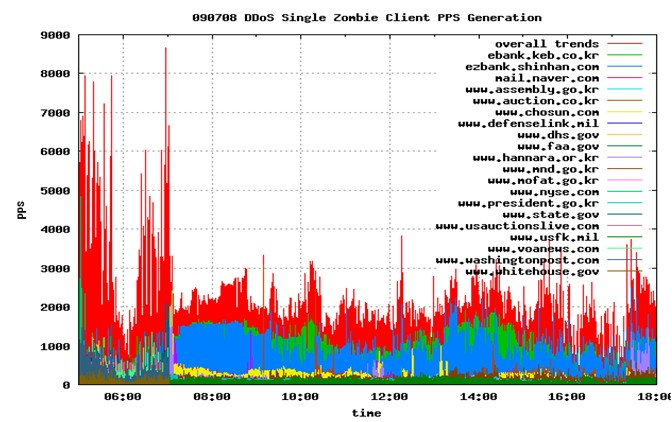 090708 DDoS Single Zombie Client PPS Generation
9000
8000
7000
6000
5000
4000
3000
2000
1000
0
PPS
overall trends
ebank.keb.co.kr
ezbank.shinhan.com
mail.naver.com
www.assembly.go.kr
www.auction.co.kr
www.chosun.com
www.defenselink.mil
www.dhs.gov
www.faa.gov
www.hannara.or.kr
www.mnd.go.kr
www.mofat.go.kr
www.nyse.com
www.president.go.kr
www.state.gov
www.usauctionslive.com
www.usfk.mil
www.voanews.com
www.washingtonpost.com
www.whitehouse.gov
06:00 08:00 10:00 12:00 14:00 16:00 18:00
time